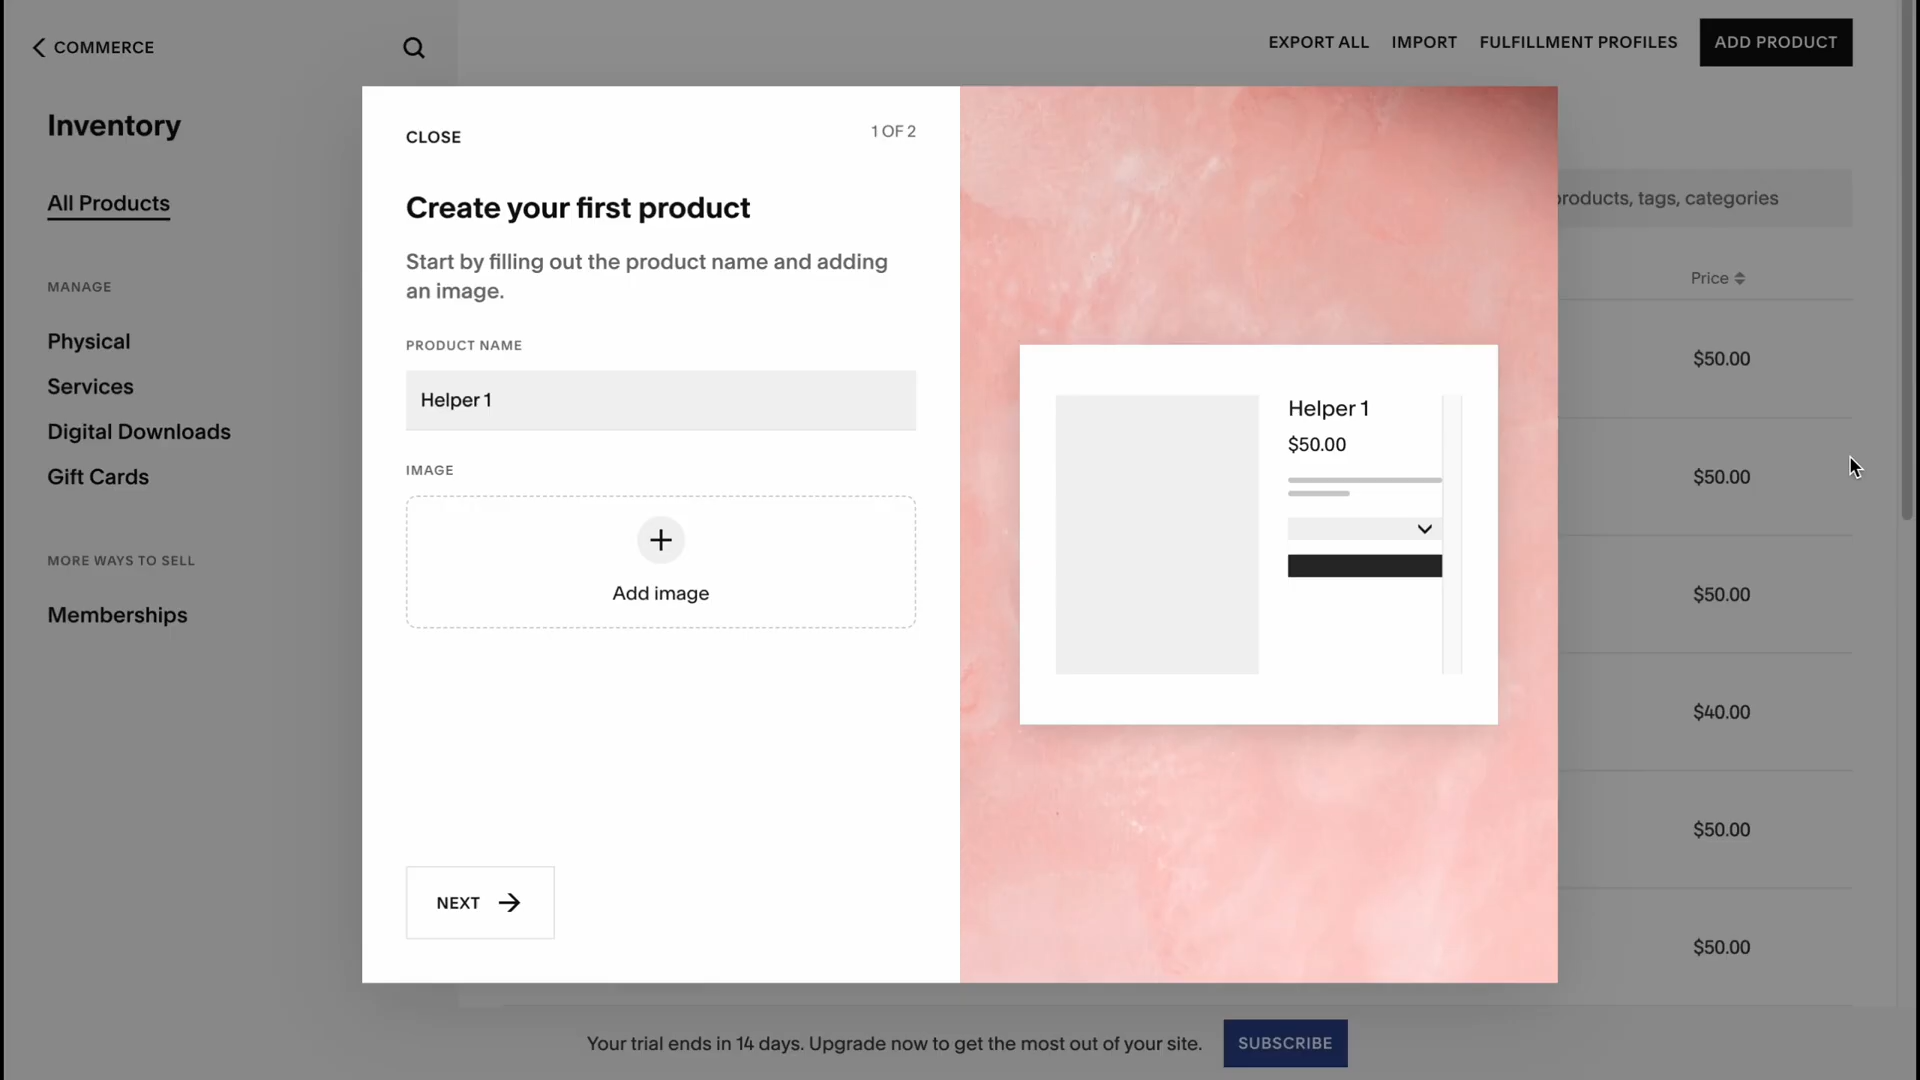 COMMERCE
EXPORT ALL
IMPORT
FULFILLMENT PROFILES
ADD PRODUCT
Inventory
All Products
MANAGE
Physical
Services
Digital Downloads
Gift Cards
MORE WAYS TO SELL
Memberships
CLOSE
1 OF 2
Create your first product
Start by filling out the product name and adding
an image.
PRODUCT NAME
Helper 1
IMAGE
Add image
NEXT
Helper 1
$50.00
products, tags, categories
Price
$50.00
$50.00
$50.00
$40.00
$50.00
$50.00
Your trial ends in 14 days. Upgrade now to get the most out of your site.
SUBSCRIBE